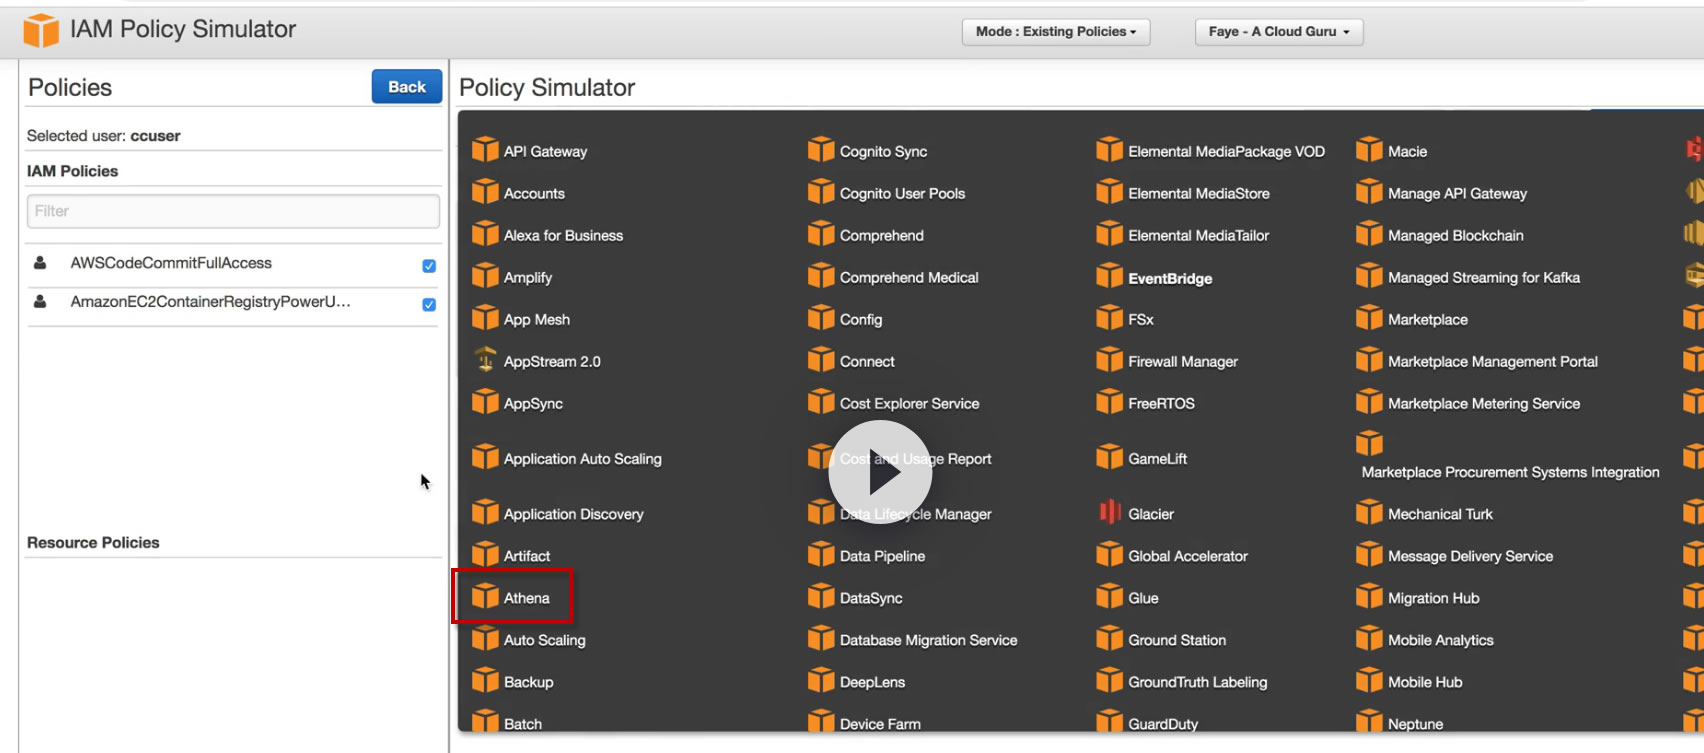 IAM Policy Simulator
Mode : Existing Policies
Faye - A Cloud Guru
Policies
Back
Selected user: ccuser
IAM Policies
Filter
AWSCodeCommitFullAccess
AmazonEC2ContainerRegistryPowerU...
Resource Policies
Policy Simulator
API Gateway
Accounts
Alexa for Business
Amplify
App Mesh
AppStream 2.0
AppSync
Application Auto Scaling
Application Discovery
Artifact
Athena
Auto Scaling
Backup
Batch
Cognito Sync
Cognito User Pools
Comprehend
Comprehend Medical
Config
Connect
Cost Explorer Service
Cost and Usage Report
Data Lifecycle Manager
Data Pipeline
DataSync
Database Migration Service
DeepLens
Device Farm
Elemental MediaPackage VOD
Elemental MediaStore
Elemental MediaTailor
EventBridge
FSx
Firewall Manager
FreeRTOS
GameLift
Glacier
Global Accelerator
Glue
Ground Station
GroundTruth Labeling
GuardDuty
Macie
Manage API Gateway
Managed Blockchain
Managed Streaming for Kafka
Marketplace
Marketplace Management Portal
Marketplace Metering Service
Marketplace Procurement Systems Integration
Mechanical Turk
Message Delivery Service
Migration Hub
Mobile Analytics
Mobile Hub
Neptune